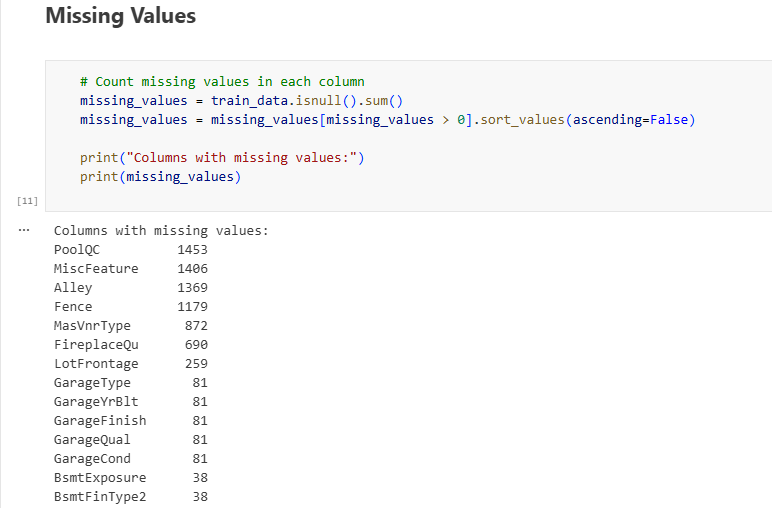 Missing Values
# Count missing values in each column
missing_values = train_data.isnull().sum()
missing_values = missing_values[missing_values > 0].sort_values(ascending=False)
print("Columns with missing values:")
print(missing_values)
[11]
... Columns with missing values:
PoolQC 1453
MiscFeature 1406
Alley 1369
Fence 1179
MasVnrType 872
FireplaceQu 690
LotFrontage 259
GarageType 81
GarageYrBlt 81
GarageFinish 81
GarageQual 81
GarageCond 81
BsmtExposure 38
BsmtFinType2 38